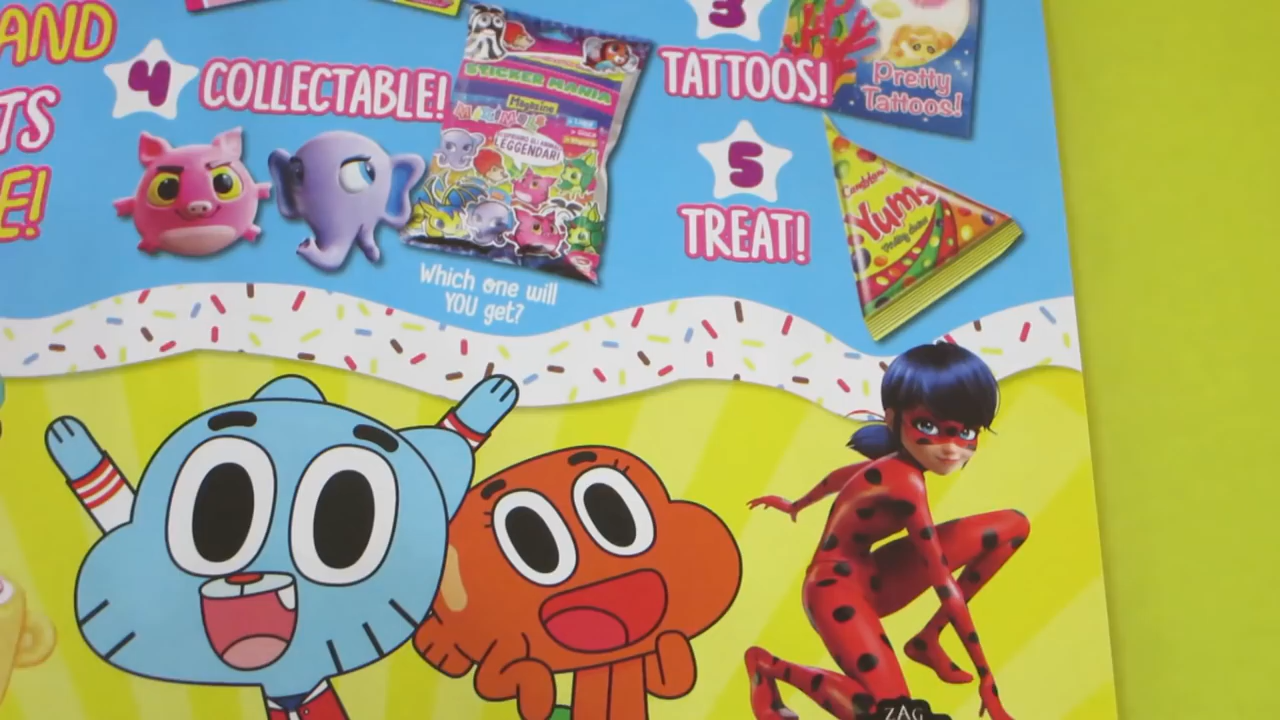 AND
TS
E!
4
COLLECTABLE!
STICKER MANIA
Magazine
LEGGENDARI
Which one will
YOU get?
3
TATTOOS!
Pretty
Tattoos!
5
TREAT!
Yums
ZAG